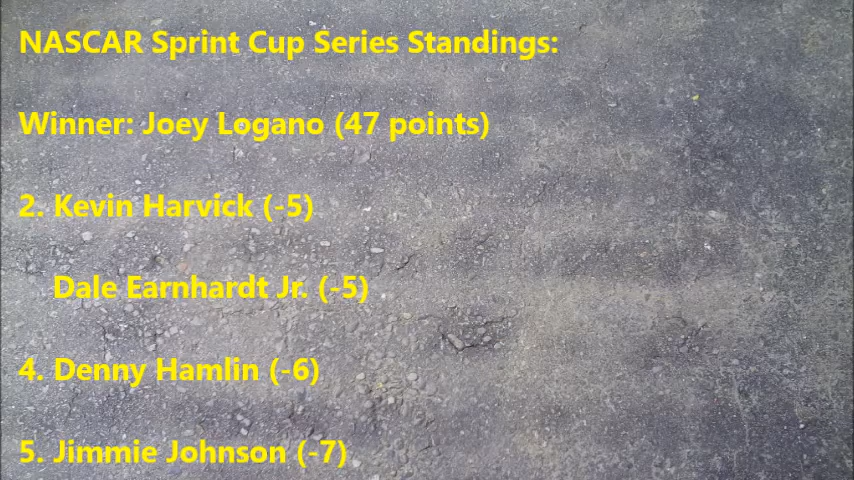 NASCAR Sprint Cup Series Standings:
Winner: Joey Logano (47 points)
2. Kevin Harvick (-5)
Dale Earnhardt Jr. (-5)
4. Denny Hamlin (-6)
5. Jimmie Johnson (-7)